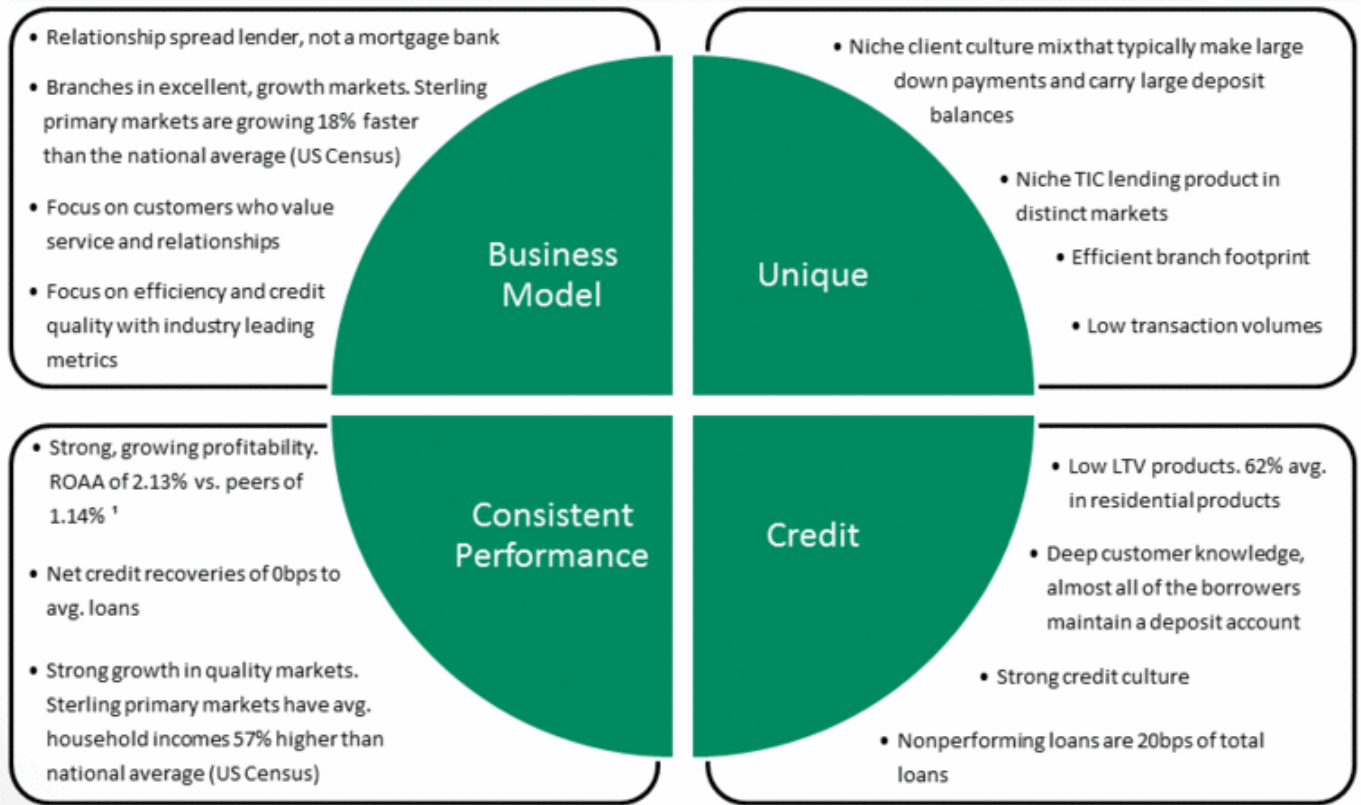 • Relationship spread lender, not a mortgage bank
• Branches in excellent, growth markets. Sterling
primary markets are growing 18% faster
than the national average (US Census)
• Focus on customers who value
service and relationships
• Focus on efficiency and credit
quality with industry leading
metrics
Business
Model
• Niche client culture mix that typically make large
down payments and carry large deposit
balances
• Niche TIC lending product in
distinct markets
• Efficient branch footprint
• Low transaction volumes
Unique
• Strong, growing profitability.
ROAA of 2.13% vs. peers of
1.14% ¹
• Net credit recoveries of 0bps to
avg. loans
• Strong growth in quality markets.
Sterling primary markets have avg.
household incomes 57% higher than
national average (US Census)
Consistent
Performance
• Low LTV products. 62% avg.
in residential products
• Deep customer knowledge,
almost all of the borrowers
maintain a deposit account
• Strong credit culture
• Nonperforming loans are 20bps of total
loans
Credit